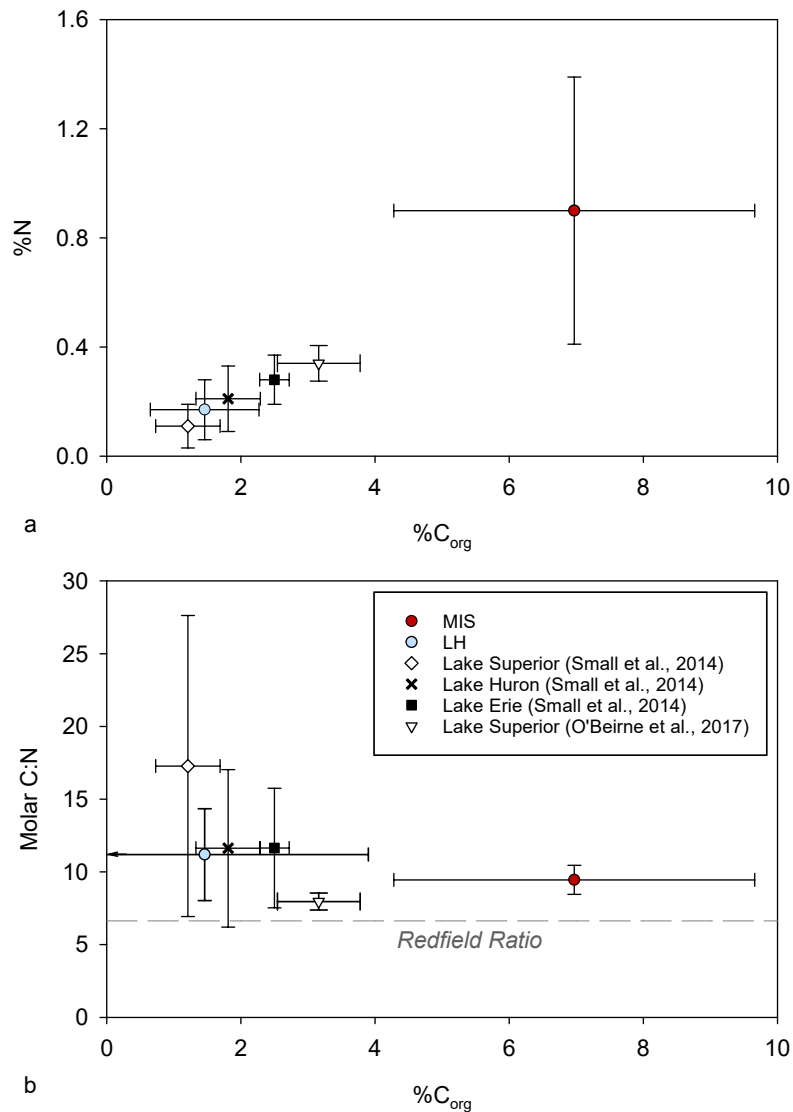 1.6
1.2
0.8
0.4
0.0
%N
0 2 4 6 8 10
%Corg
a
30
25
20
15
10
5
0
Molar C:N
MIS
LH
Lake Superior (Small et al., 2014)
Lake Huron (Small et al., 2014)
Lake Erie (Small et al., 2014)
Lake Superior (O'Beirne et al., 2017)
Redfield Ratio
0 2 4 6 8 10
%Corg
b